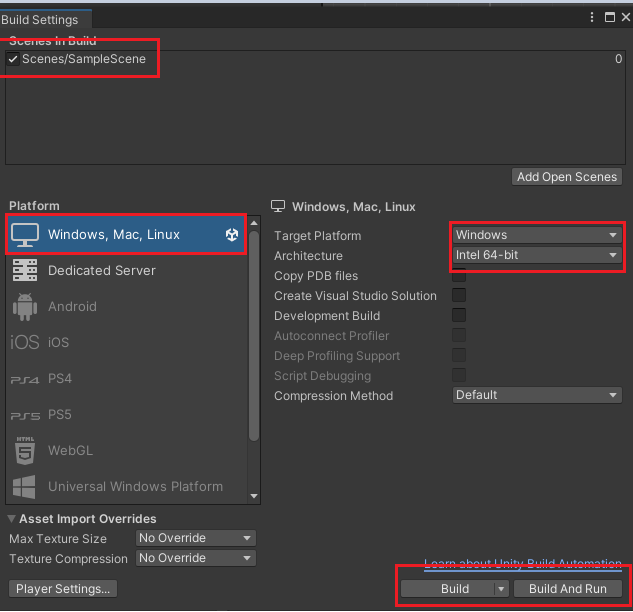 Build Settings
Scenes In Build
Scenes/SampleScene 0
Add Open Scenes
Platform
Windows, Mac, Linux
Dedicated Server
Android
iOS iOS
PS4 PS4
PS5 PS5
HTML 5 WebGL
Universal Windows Platform
Windows, Mac, Linux
Target Platform Windows
Architecture Intel 64-bit
Copy PDB files
Create Visual Studio Solution
Development Build
Autoconnect Profiler
Deep Profiling Support
Script Debugging
Compression Method Default
Asset Import Overrides
Max Texture Size No Override
Texture Compression No Override
Learn about Unity Build Automation
Player Settings... Build Build And Run